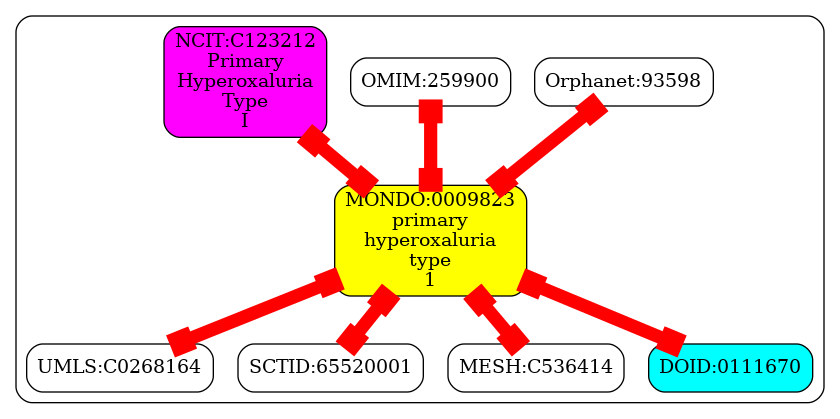 NCIT:C123212
Primary
Hyperoxaluria
Type
I
OMIM:259900
Orphanet:93598
MONDO:0009823
primary
hyperoxaluria
type
1
UMLS:C0268164
SCTID:65520001
MESH:C536414
DOID:0111670